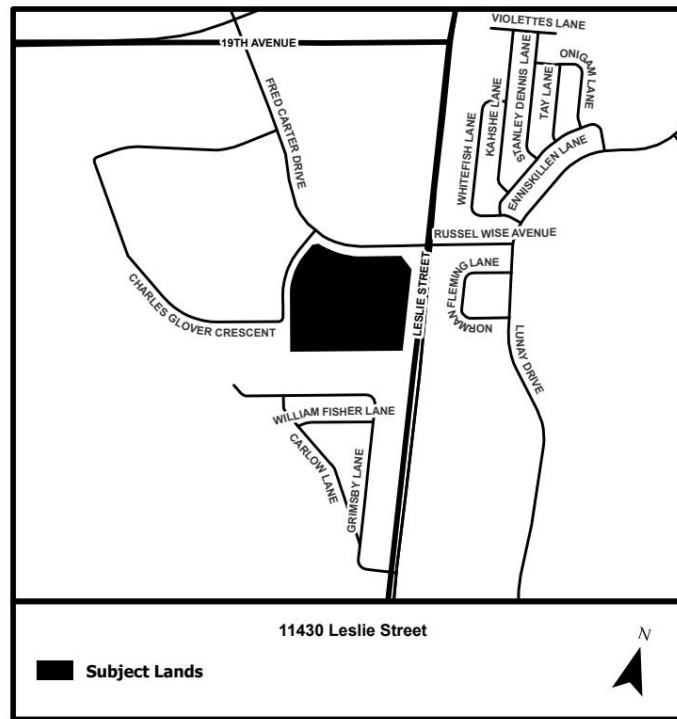 VIOLETTES LANE
19TH AVENUE
ONIGAM LANE
FRED CARTER DRIVE
STANLEY DENNIS LANE
TAY LANE
KAHSHE LANE
WHITEFISH LANE
ENNISKILLEN LANE
RUSSEL WISE AVENUE
LESLIE STREET
NORMAN FLEMING LANE
CHARLES GLOVER CRESCENT
LUNAY DRIVE
WILLIAM FISHER LANE
CARLOW LANE
GRIMSBY LANE
11430 Leslie Street
N
Subject Lands